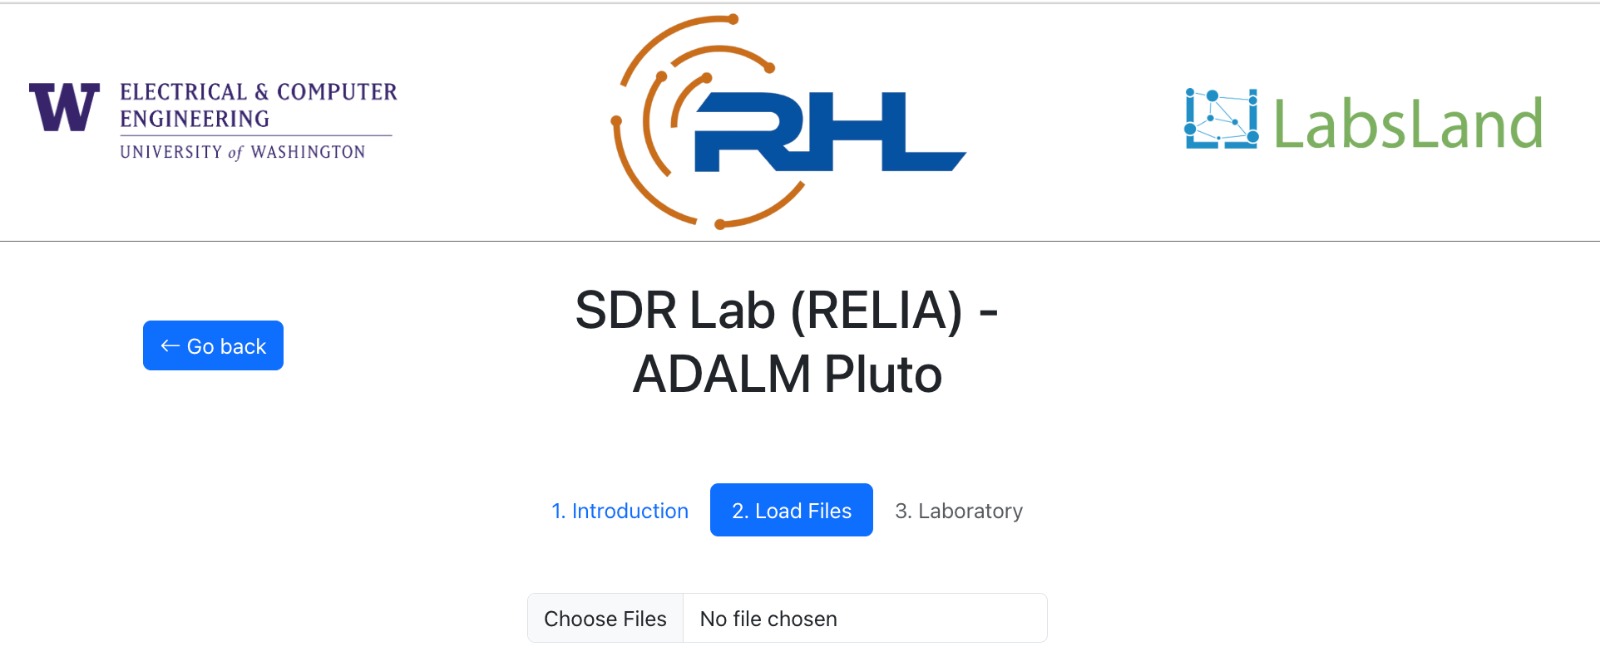 W
ELECTRICAL & COMPUTER
ENGINEERING
UNIVERSITY of WASHINGTON
RHL
LabsLand
← Go back
SDR Lab (RELIA) -
ADALM Pluto
1. Introduction
2. Load Files
3. Laboratory
Choose Files
No file chosen